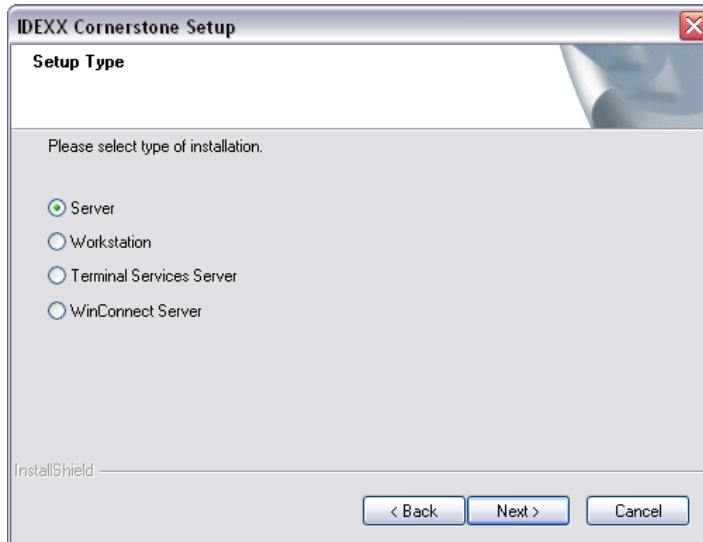 IDEXX Cornerstone Setup
Setup Type
Please select type of installation.
Server
Workstation
Terminal Services Server
WinConnect Server
InstallShield
< Back Next > Cancel